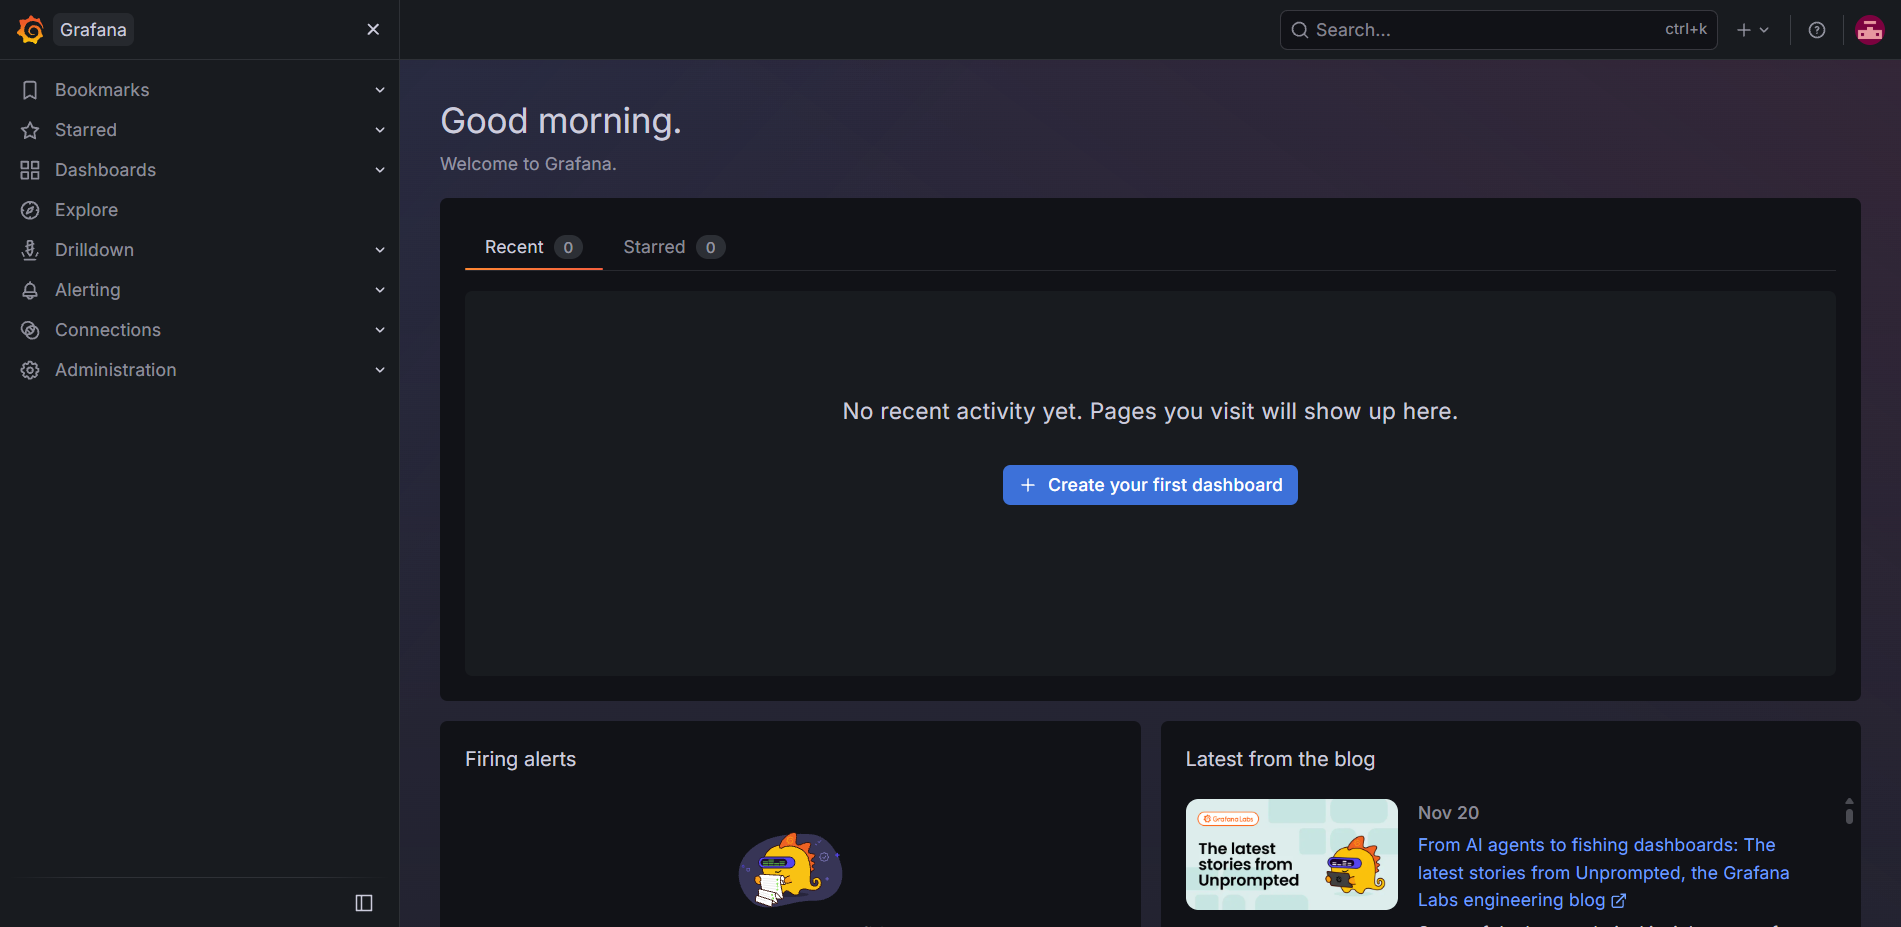 Grafana
Search...
ctrl+k
Bookmarks
Starred
Dashboards
Explore
Drilldown
Alerting
Connections
Administration
Good morning.
Welcome to Grafana.
Recent 0
Starred 0
No recent activity yet. Pages you visit will show up here.
Create your first dashboard
Firing alerts
Latest from the blog
Grafana Labs
The latest
stories from
Unprompted
Nov 20
From AI agents to fishing dashboards: The
latest stories from Unprompted, the Grafana
Labs engineering blog